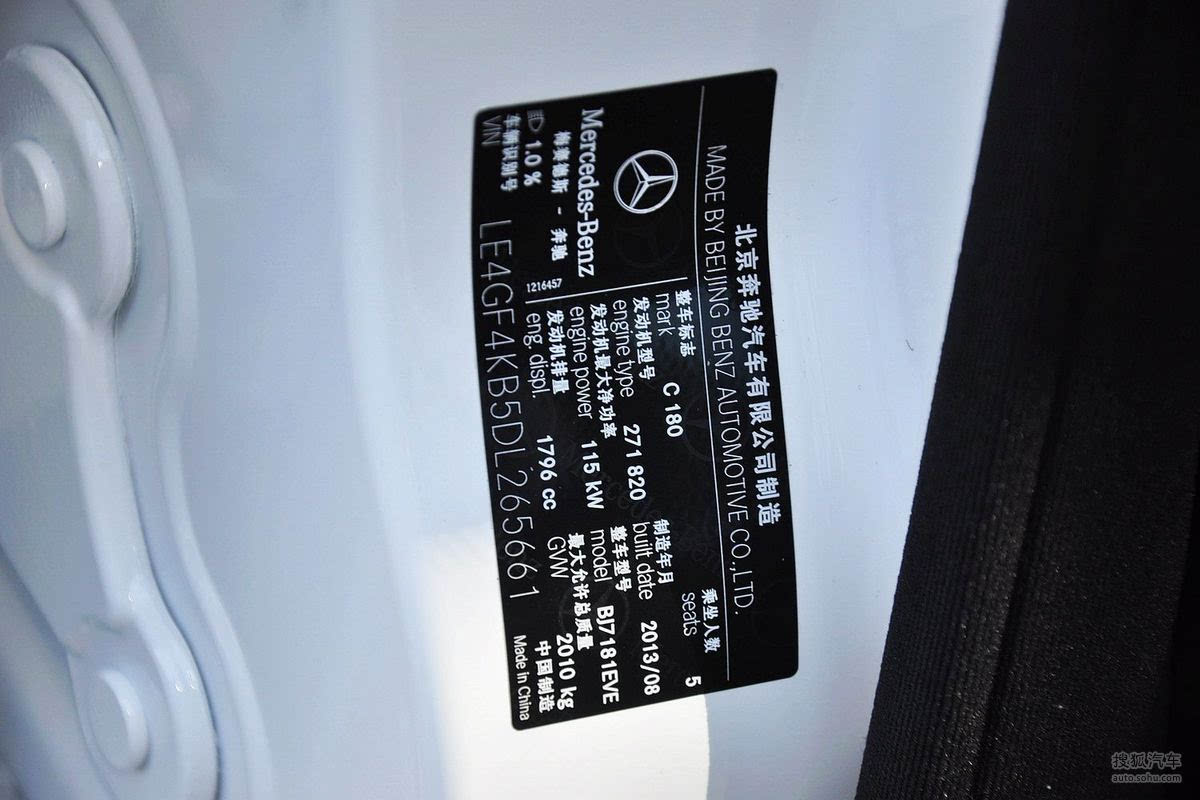 北京奔驰汽车有限公司制造
MADE BY BEIJING BENZ AUTOMOTIVE CO.,LTD.
Mercedes-Benz
梅赛德斯 - 奔驰
1.0 %
1216457
整车标志
mark C 180
乘坐人数
seats 5
发动机型号
engine type 271 820
制造年月
built date 2013/08
发动机最大净功率
engine power 115 kW
整车型号
model BJ7181EVE
发动机排量
eng. displ. 1796 cc
最大允许总质量
GVW 2010 kg
车辆识别号
VIN LE4GF4KB5DL265661
中国制造
Made in China
搜狐汽车
auto.sohu.com